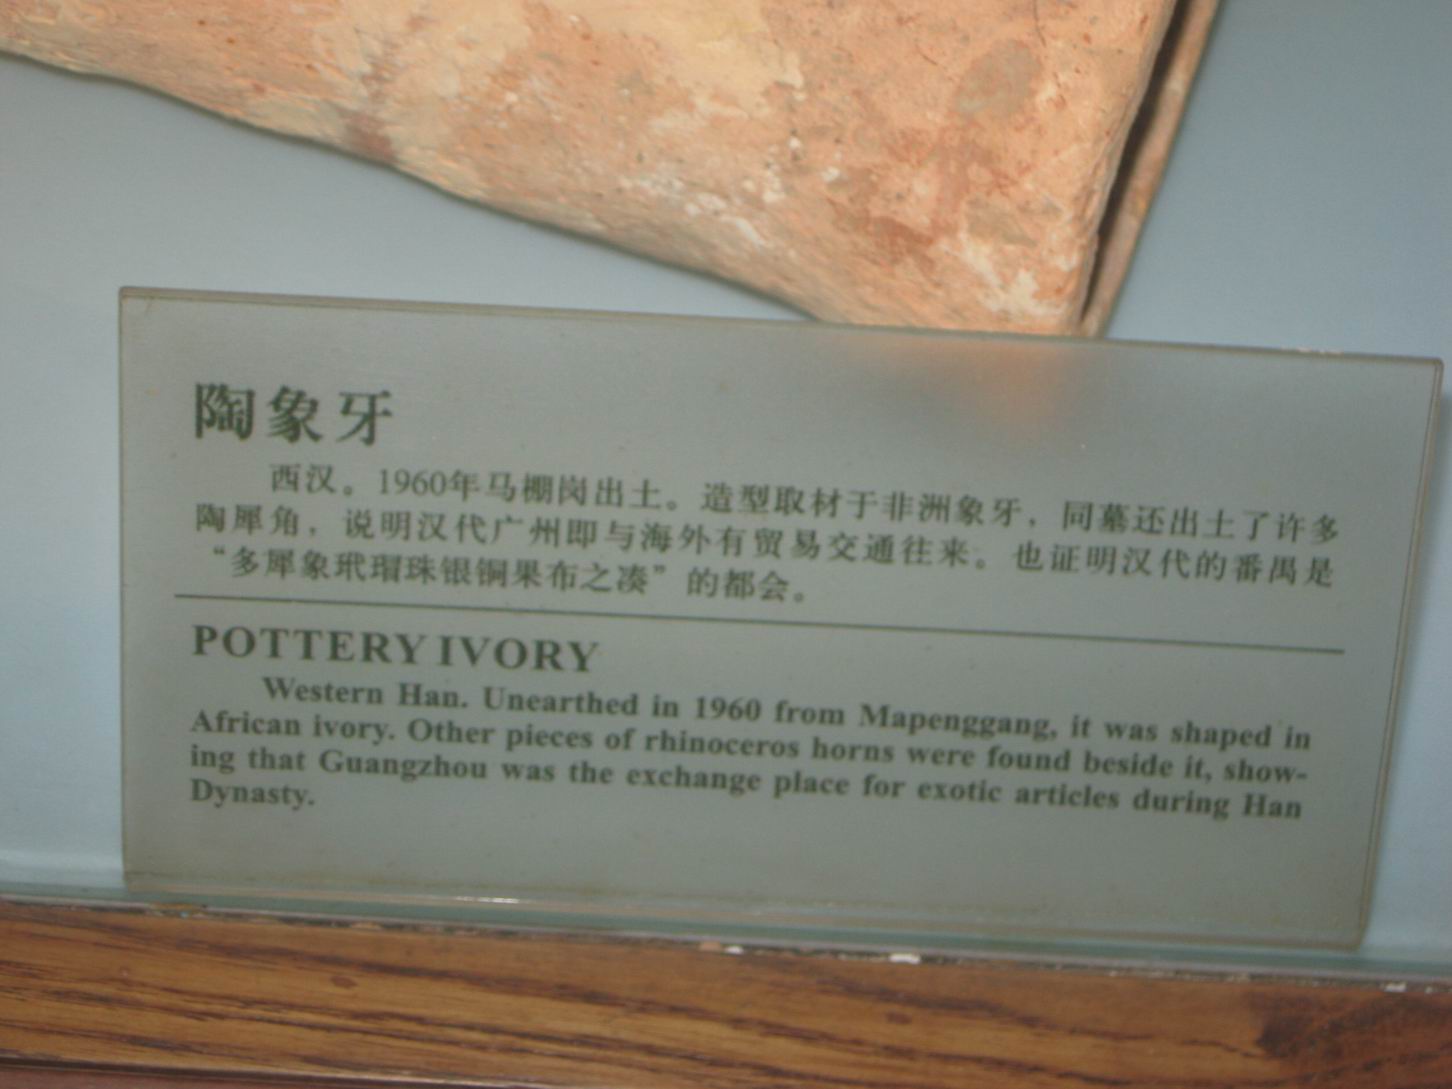 陶象牙
西汉。1960年马棚岗出土。造型取材于非洲象牙，同墓还出土了许多
陶犀角，说明汉代广州即与海外有贸易交通往来。也证明汉代的番禺是
“多犀象玳瑁珠银铜果布之凑”的都会。
POTTERY IVORY
Western Han. Unearthed in 1960 from Mapenggang, it was shaped in
African ivory. Other pieces of rhinoceros horns were found beside it, show-
ing that Guangzhou was the exchange place for exotic articles during Han
Dynasty.